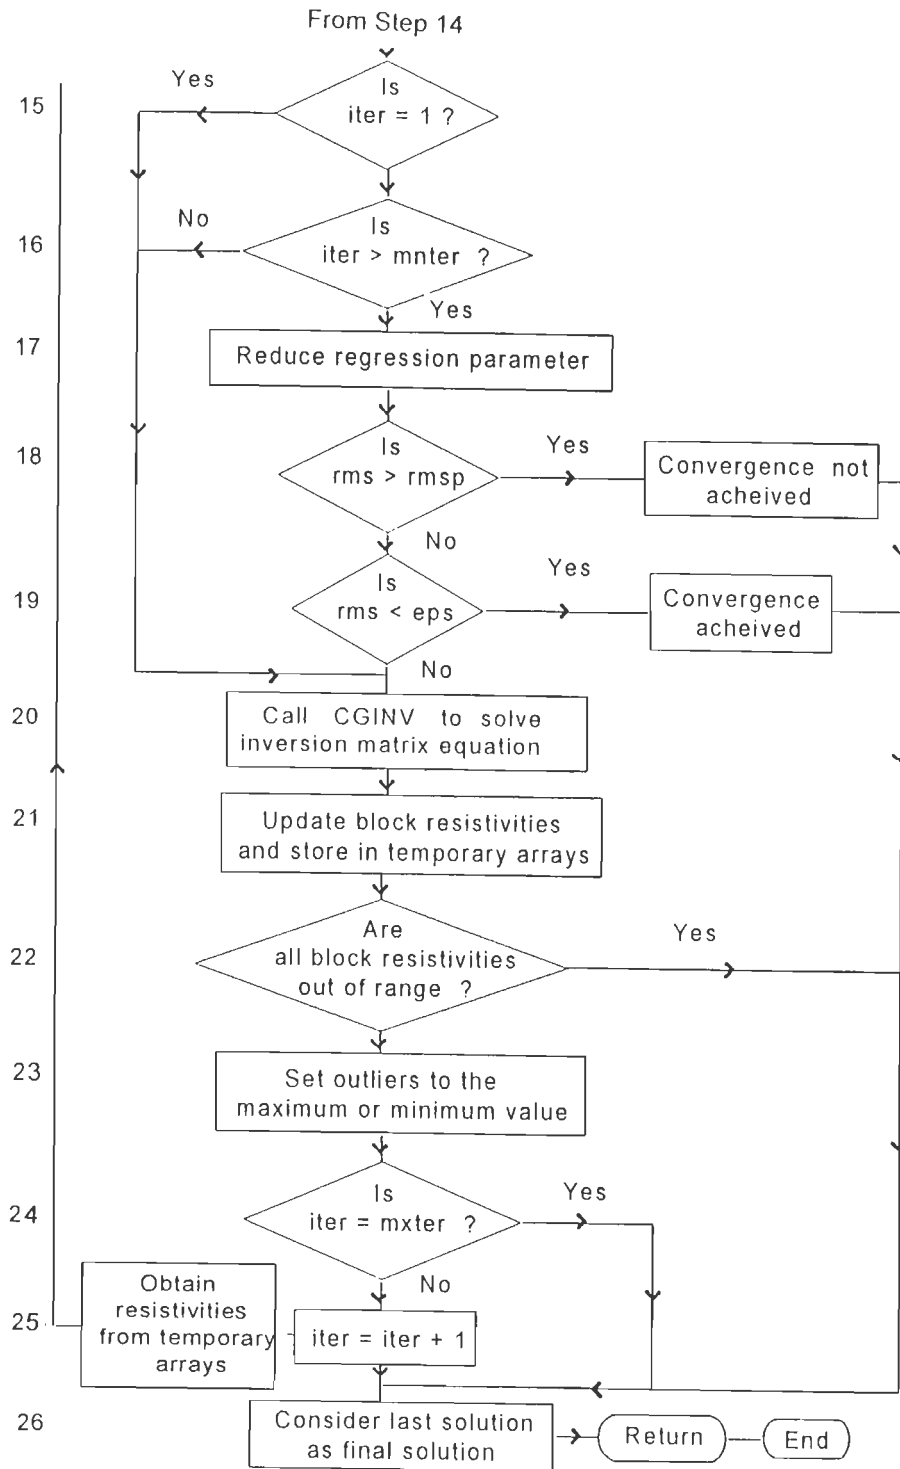 From Step 14
Yes
15
Is
iter = 1 ?
No
16
Is
iter > mnter ?
Yes
17
Reduce regression parameter
18
Is
rms > rmsp
Yes
Convergence not
acheived
No
19
Is
rms < eps
Yes
Convergence
acheived
No
20
Call CGINV to solve
inversion matrix equation
21
Update block resistivities
and store in temporary arrays
22
Are
all block resistivities
out of range ?
Yes
23
Set outliers to the
maximum or minimum value
24
Is
iter = mxter ?
Yes
No
25
Obtain
resistivities
from temporary
arrays
iter = iter + 1
26
Consider last solution
as final solution
Return
End